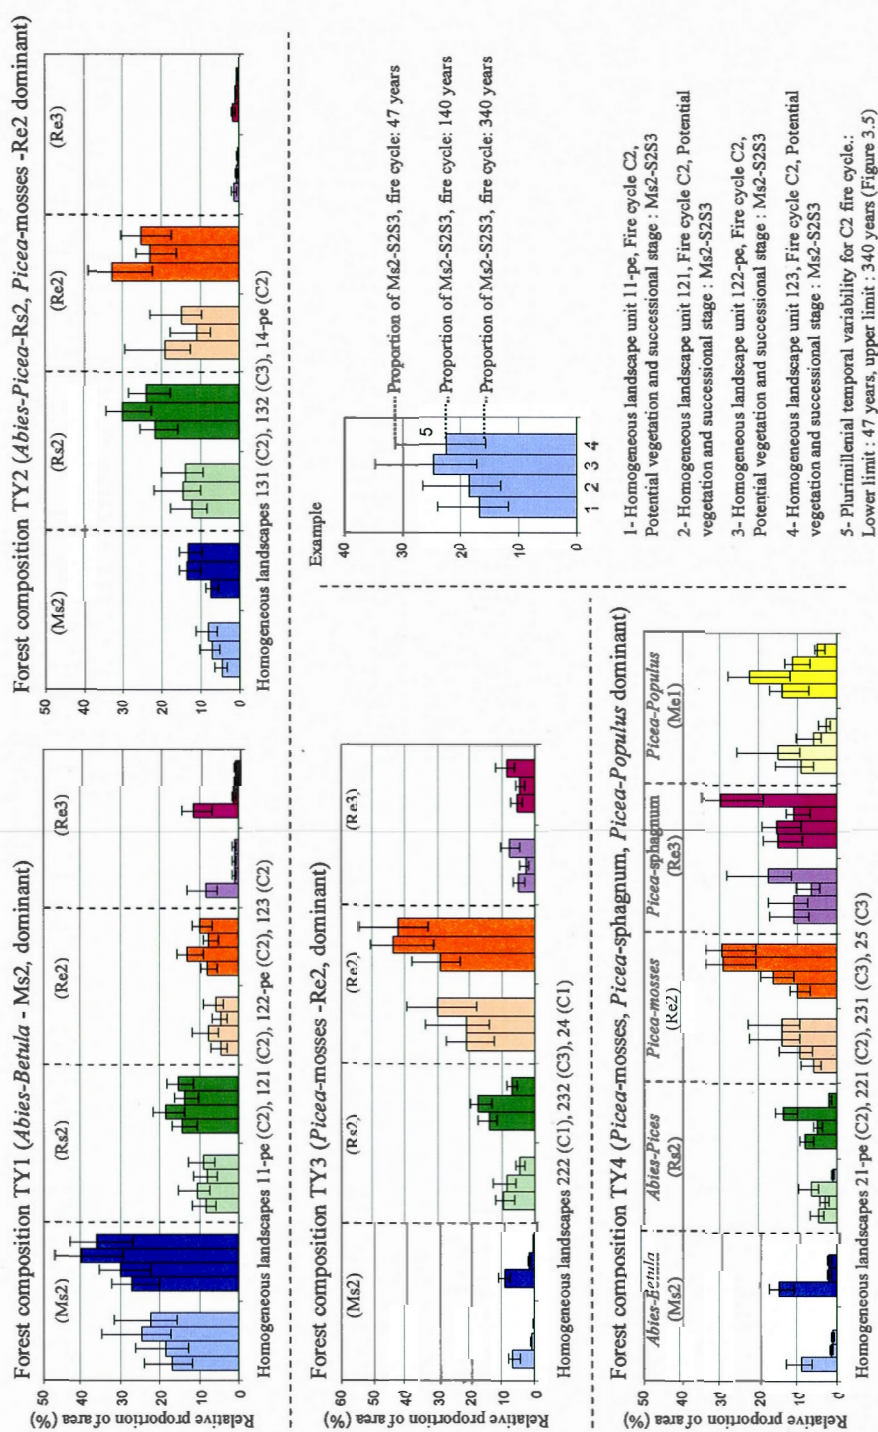 Forest composition TY1 (Abies-Betula - Ms2, dominant)
Relative proportion of area (%)
50
40
30
20
10
0
(Ms2)
(Rs2)
(Re2)
(Re3)
Homogeneous landscapes 11-pe (C2), 121 (C2), 122-pe (C2), 123 (C2)
Forest composition TY2 (Abies-Picea-Rs2, Picea-mosses -Re2 dominant)
50
40
30
20
10
0
(Ms2)
(Rs2)
(Re2)
(Re3)
Homogeneous landscapes 131 (C2), 132 (C3), 14-pe (C2)
Forest composition TY3 (Picea-mosses -Re2, dominant)
Relative proportion of area (%)
60
50
40
30
20
10
0
(Ms2)
(Rs2)
(Re2)
(Re3)
Homogeneous landscapes 222 (C1), 232 (C3), 24 (C1)
Example
40
30
20
10
0
1 2 3 4
5
Proportion of Ms2-S2S3, fire cycle: 47 years
Proportion of Ms2-S2S3, fire cycle: 140 years
Proportion of Ms2-S2S3, fire cycle: 340 years
1- Homogeneous landscape unit 11-pe, Fire cycle C2,
Potential vegetation and successional stage : Ms2-S2S3
2- Homogeneous landscape unit 121, Fire cycle C2, Potential
vegetation and successional stage : Ms2-S2S3
3- Homogeneous landscape unit 122-pe, Fire cycle C2,
Potential vegetation and successional stage : Ms2-S2S3
4- Homogeneous landscape unit 123, Fire cycle C2, Potential
vegetation and successional stage : Ms2-S2S3
5- Plurimillenial temporal variability for C2 fire cycle.:
Lower limit : 47 years, upper limit : 340 years (Figure 3.5)
Forest composition TY4 (Picea-mosses, Picea-sphagnum, Picea-Populus dominant)
Relative proportion of area (%)
50
40
30
20
10
0
Abies-Betula
(Ms2)
Abies-Pices
(Rs2)
Picea-mosses
(Re2)
Picea-sphagnum
(Re3)
Picea-Populus
(Me1)
Homogeneous landscapes 21-pe (C2), 221 (C2), 231 (C3), 25 (C3)